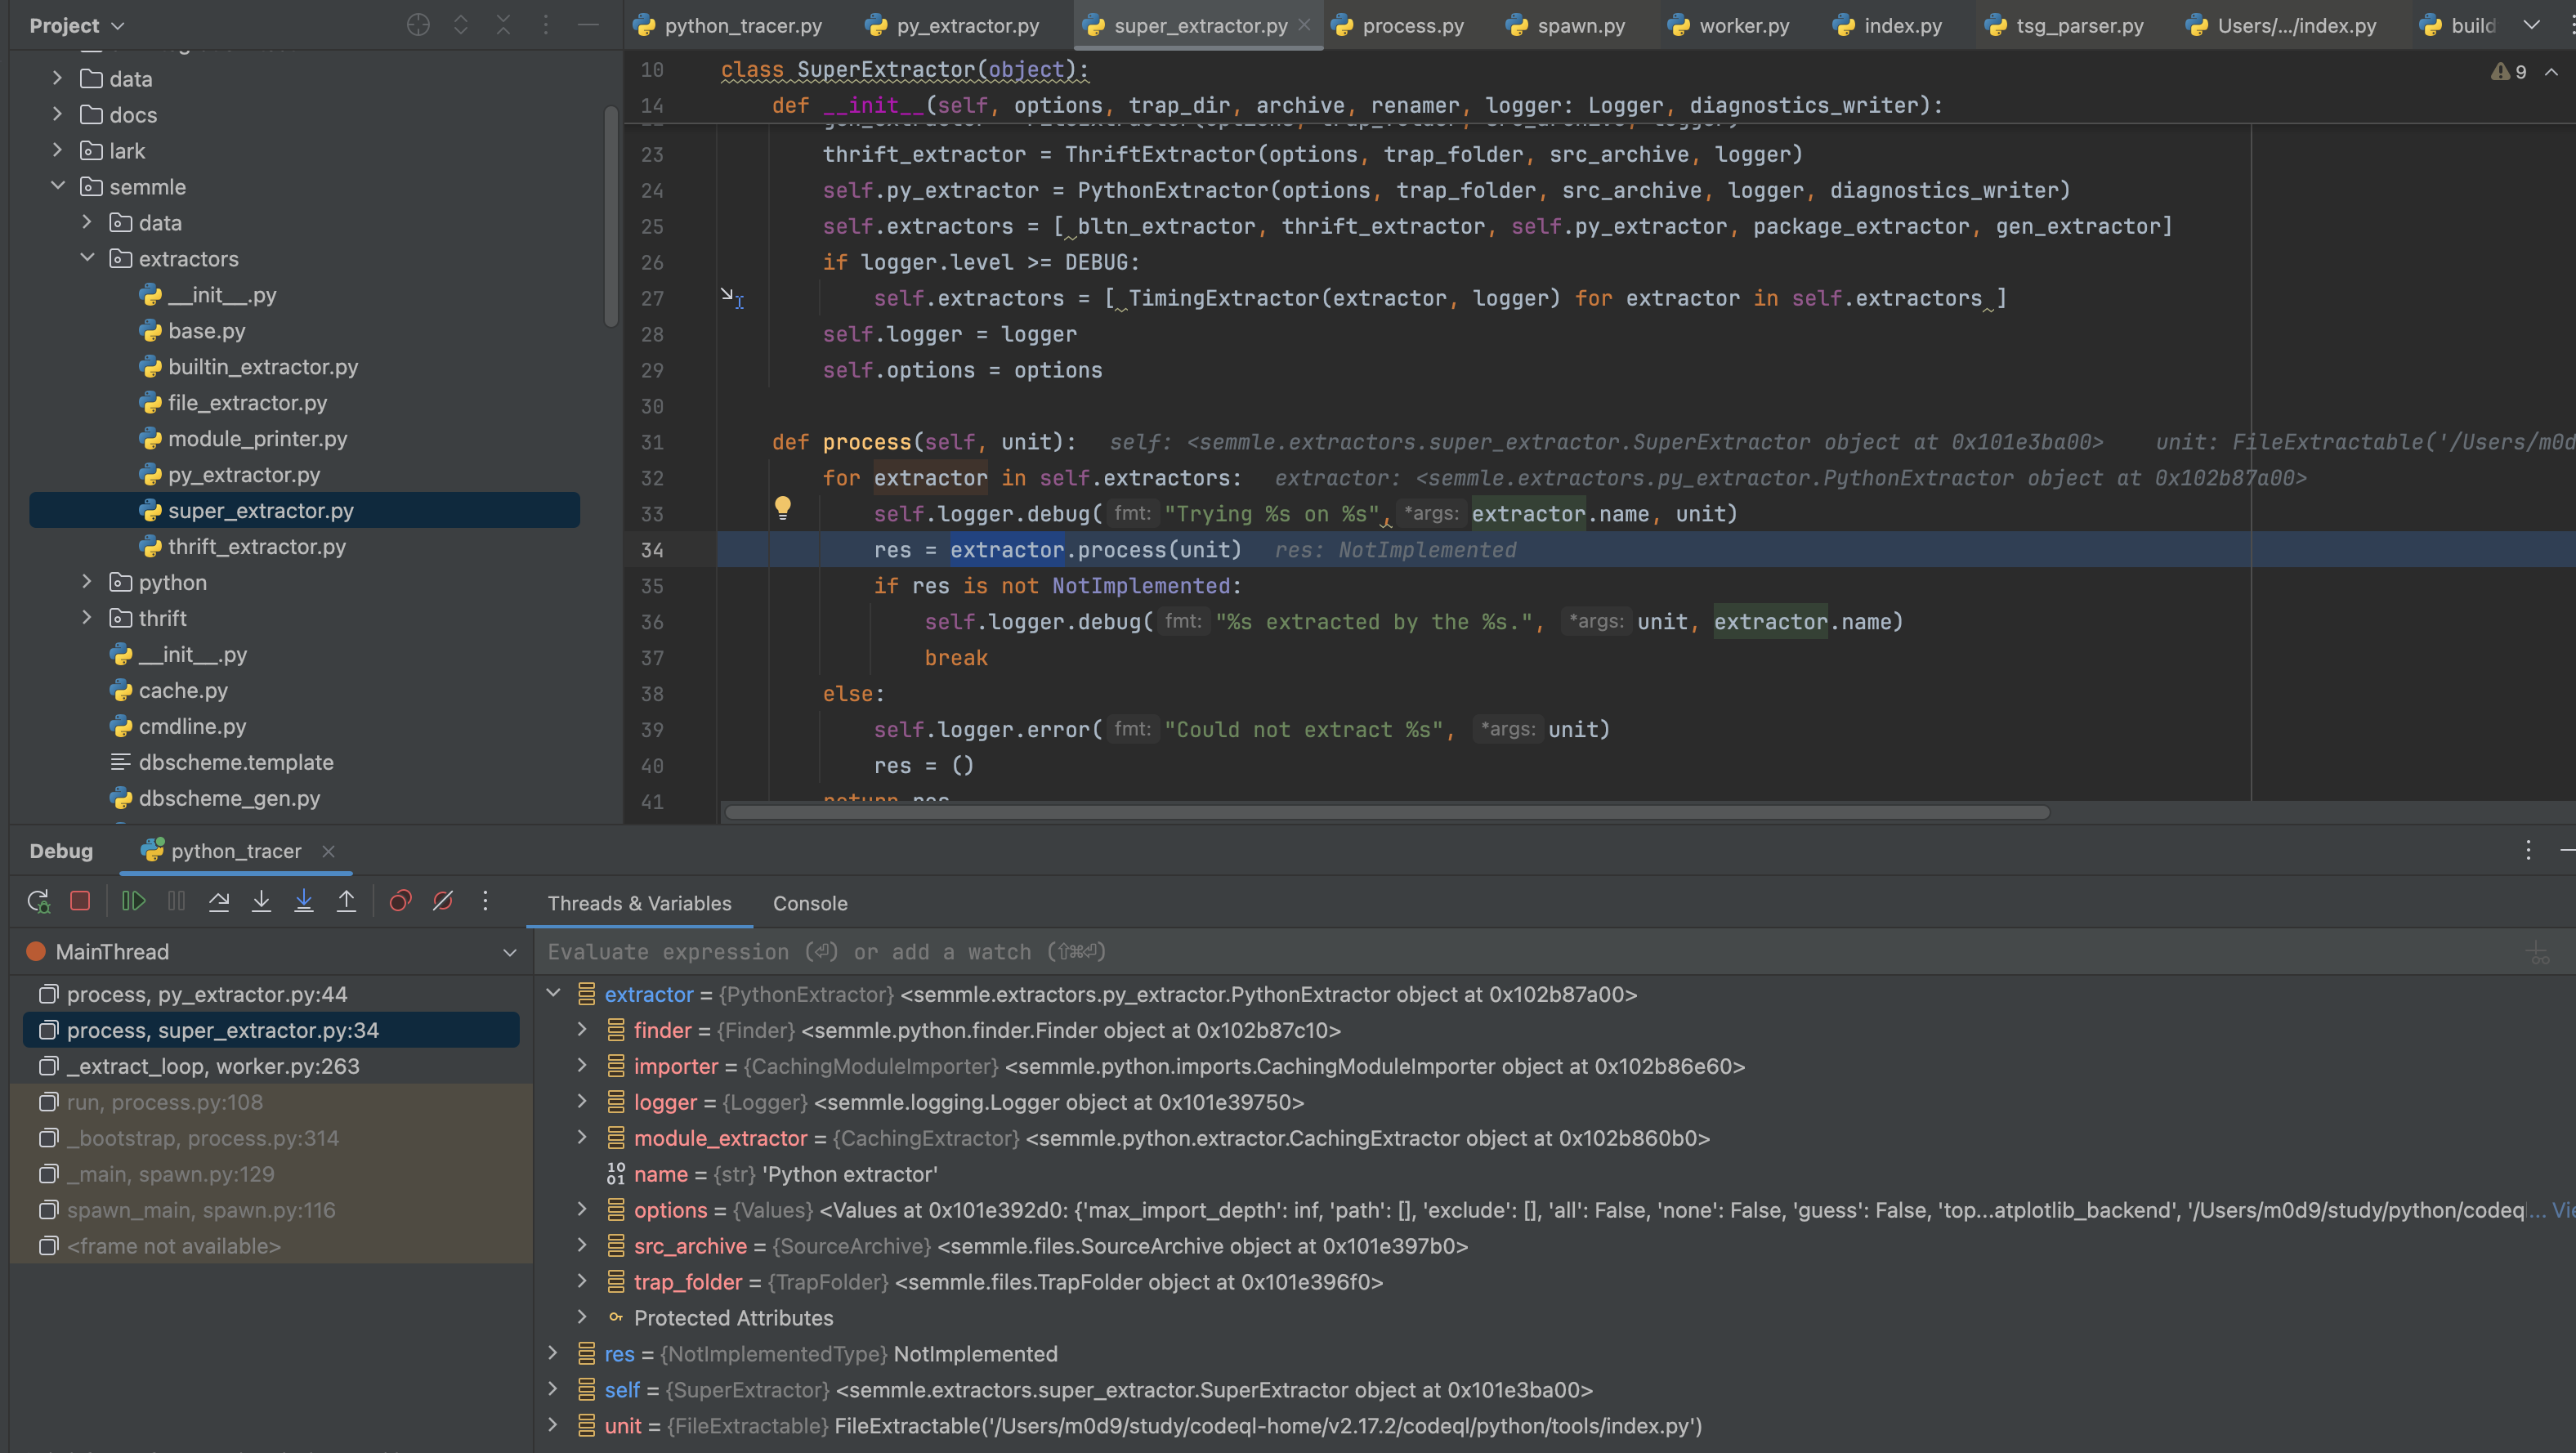 Project
python_tracer.py
py_extractor.py
super_extractor.py
process.py
spawn.py
worker.py
index.py
tsg_parser.py
Users/.../index.py
build
data
docs
lark
semmle
data
extractors
__init__.py
base.py
builtin_extractor.py
file_extractor.py
module_printer.py
py_extractor.py
super_extractor.py
thrift_extractor.py
python
thrift
__init__.py
cache.py
cmdline.py
dbscheme.template
dbscheme_gen.py
9
10 class SuperExtractor(object):
14 def __init__(self, options, trap_dir, archive, renamer, logger: Logger, diagnostics_writer):
23 thrift_extractor = ThriftExtractor(options, trap_folder, src_archive, logger)
24 self.py_extractor = PythonExtractor(options, trap_folder, src_archive, logger, diagnostics_writer)
25 self.extractors = [ bltn_extractor, thrift_extractor, self.py_extractor, package_extractor, gen_extractor]
26 if logger.level >= DEBUG:
27 self.extractors = [ TimingExtractor(extractor, logger) for extractor in self.extractors ]
28 self.logger = logger
29 self.options = options
30
31 def process(self, unit): self: <semmle.extractors.super_extractor.SuperExtractor object at 0x101e3ba00> unit: FileExtractable('/Users/m0d
32 for extractor in self.extractors: extractor: <semmle.extractors.py_extractor.PythonExtractor object at 0x102b87a00>
33 self.logger.debug( fmt: "Trying %s on %s", *args: extractor.name, unit)
34 res = extractor.process(unit) res: NotImplemented
35 if res is not NotImplemented:
36 self.logger.debug( fmt: "%s extracted by the %s.", *args: unit, extractor.name)
37 break
38 else:
39 self.logger.error( fmt: "Could not extract %s", *args: unit)
40 res = ()
41 return res
Debug
python_tracer
Threads & Variables
Console
MainThread
process, py_extractor.py:44
process, super_extractor.py:34
_extract_loop, worker.py:263
run, process.py:108
_bootstrap, process.py:314
_main, spawn.py:129
spawn_main, spawn.py:116
<frame not available>
Evaluate expression (⏎) or add a watch (⇧⌘⏎)
extractor = {PythonExtractor} <semmle.extractors.py_extractor.PythonExtractor object at 0x102b87a00>
finder = {Finder} <semmle.python.finder.Finder object at 0x102b87c10>
importer = {CachingModuleImporter} <semmle.python.imports.CachingModuleImporter object at 0x102b86e60>
logger = {Logger} <semmle.logging.Logger object at 0x101e39750>
module_extractor = {CachingExtractor} <semmle.python.extractor.CachingExtractor object at 0x102b860b0>
name = {str} 'Python extractor'
options = {Values} <Values at 0x101e392d0: {'max_import_depth': inf, 'path': [], 'exclude': [], 'all': False, 'none': False, 'guess': False, 'top...atplotlib_backend', '/Users/m0d9/study/python/codeql... Vie
src_archive = {SourceArchive} <semmle.files.SourceArchive object at 0x101e397b0>
trap_folder = {TrapFolder} <semmle.files.TrapFolder object at 0x101e396f0>
Protected Attributes
res = {NotImplementedType} NotImplemented
self = {SuperExtractor} <semmle.extractors.super_extractor.SuperExtractor object at 0x101e3ba00>
unit = {FileExtractable} FileExtractable('/Users/m0d9/study/codeql-home/v2.17.2/codeql/python/tools/index.py')